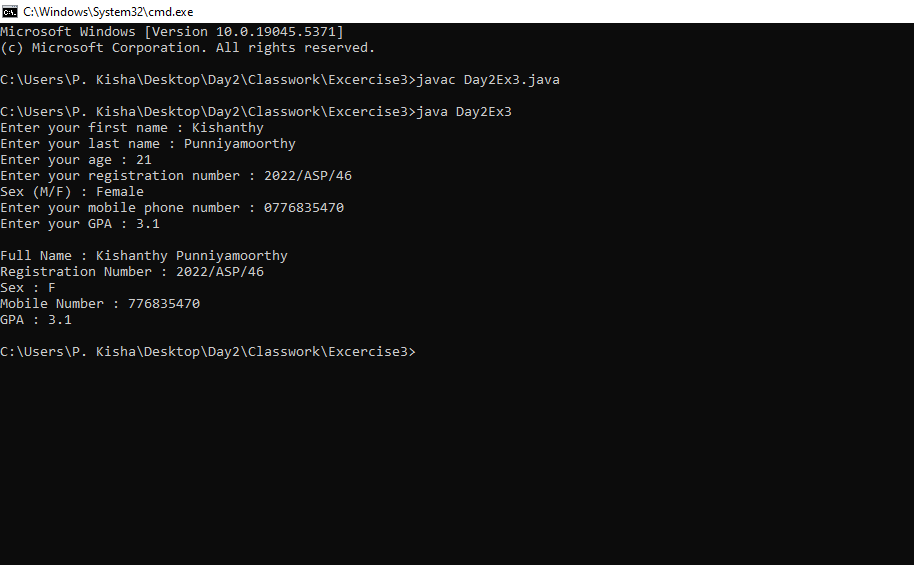 C:\Windows\System32\cmd.exe
Microsoft Windows [Version 10.0.19045.5371]
(c) Microsoft Corporation. All rights reserved.
C:\Users\P. Kisha\Desktop\Day2\Classwork\Excercise3>javac Day2Ex3.java
C:\Users\P. Kisha\Desktop\Day2\Classwork\Excercise3>java Day2Ex3
Enter your first name : Kishanthy
Enter your last name : Punniyamoorthy
Enter your age : 21
Enter your registration number : 2022/ASP/46
Sex (M/F) : Female
Enter your mobile phone number : 0776835470
Enter your GPA : 3.1
Full Name : Kishanthy Punniyamoorthy
Registration Number : 2022/ASP/46
Sex : F
Mobile Number : 776835470
GPA : 3.1
C:\Users\P. Kisha\Desktop\Day2\Classwork\Excercise3>